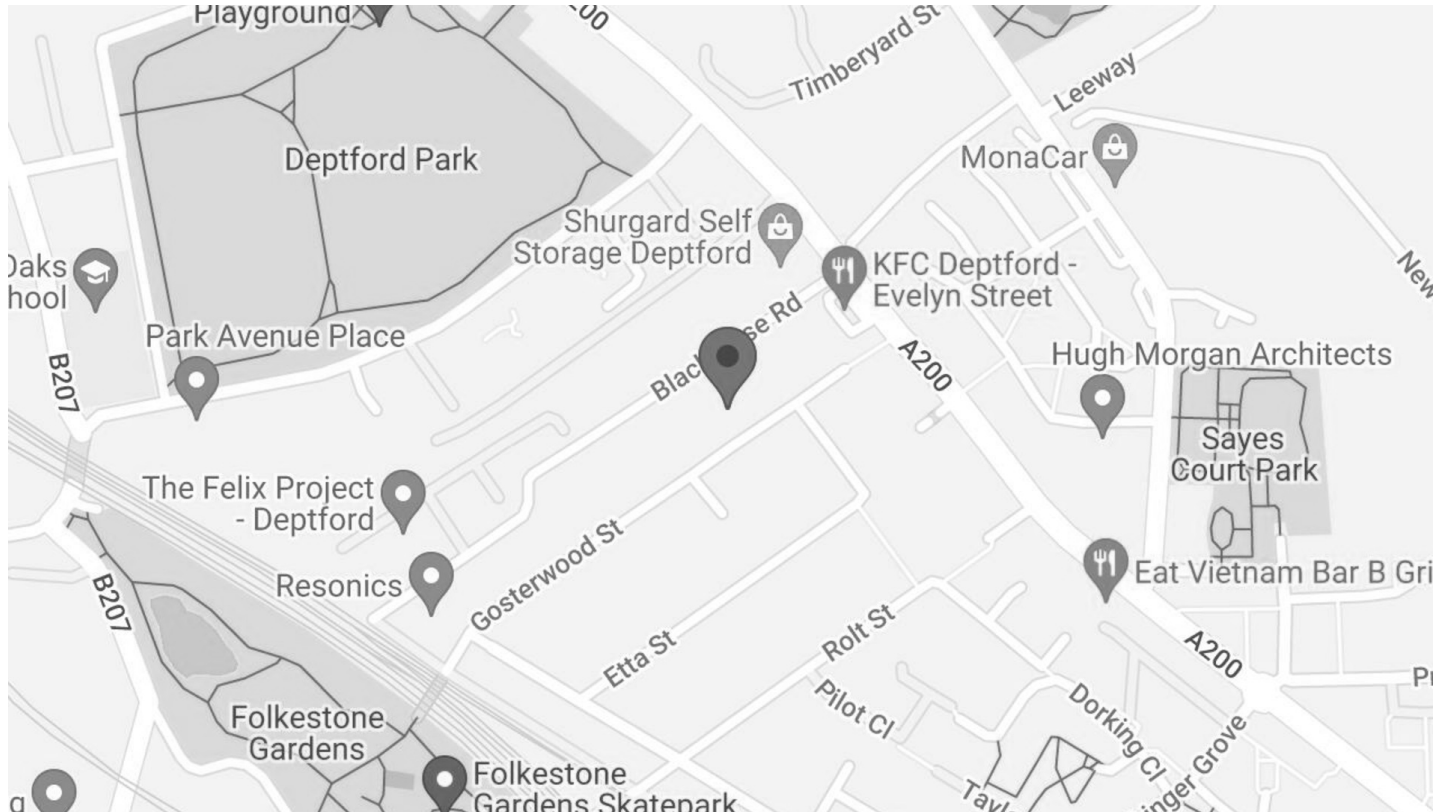 Playground
Timberyard St
Leeway
Deptford Park
MonaCar
Shurgard Self
Storage Deptford
KFC Deptford -
Evelyn Street
Park Avenue Place
B207
A200
Hugh Morgan Architects
Sayes
Court Park
The Felix Project
- Deptford
Gosterwood St
Resonics
Eat Vietnam Bar B Gri
B207
Etta St
Rolt St
A200
Pilot Cl
Dorking Cl
Folkestone
Gardens
Folkestone
Gardens Skatepark